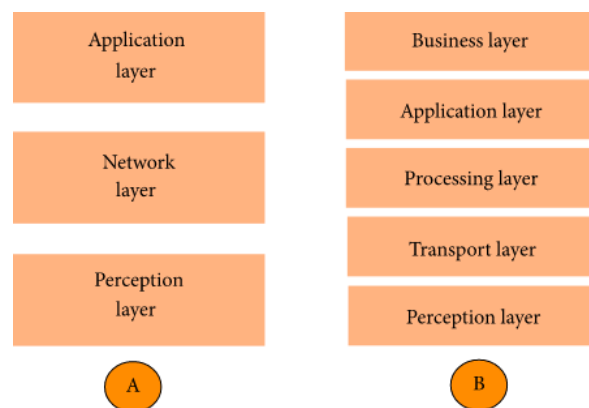 Application
layer
Network
layer
Perception
layer
A
Business layer
Application layer
Processing layer
Transport layer
Perception layer
B